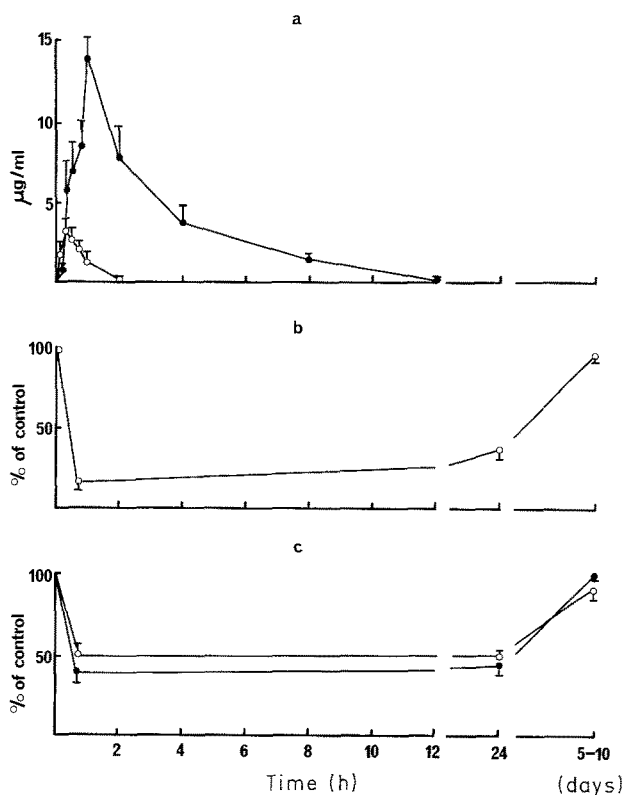 a
15
10
5
µg/ml
b
100
50
% of control
c
100
50
% of control
2 4 6 8 10 12 24 5-10
Time (h) (days)